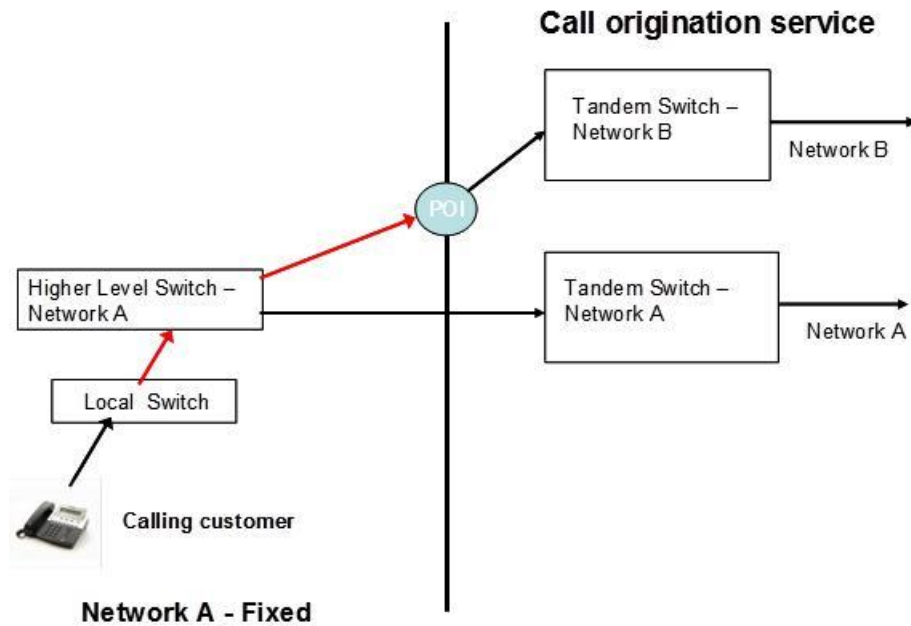 Call origination service
Tandem Switch –
Network B
Network B
POI
Higher Level Switch –
Network A
Tandem Switch –
Network A
Network A
Local Switch
Calling customer
Network A - Fixed